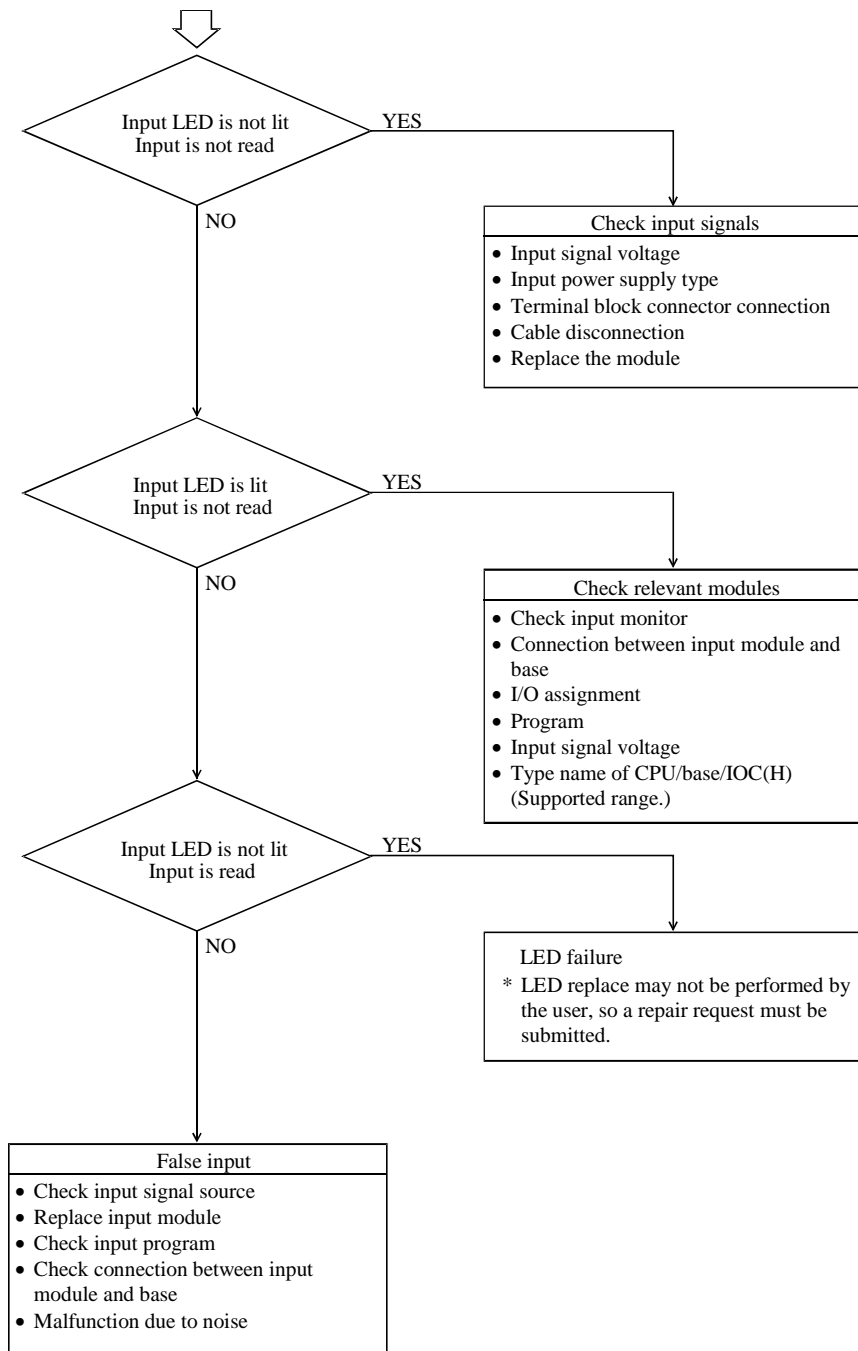 Input LED is not lit
Input is not read
YES
NO
Check input signals
• Input signal voltage
• Input power supply type
• Terminal block connector connection
• Cable disconnection
• Replace the module
Input LED is lit
Input is not read
YES
NO
Check relevant modules
• Check input monitor
• Connection between input module and
base
• I/O assignment
• Program
• Input signal voltage
• Type name of CPU/base/IOC(H)
(Supported range.)
Input LED is not lit
Input is read
YES
NO
LED failure
* LED replace may not be performed by
the user, so a repair request must be
submitted.
False input
• Check input signal source
• Replace input module
• Check input program
• Check connection between input
module and base
• Malfunction due to noise